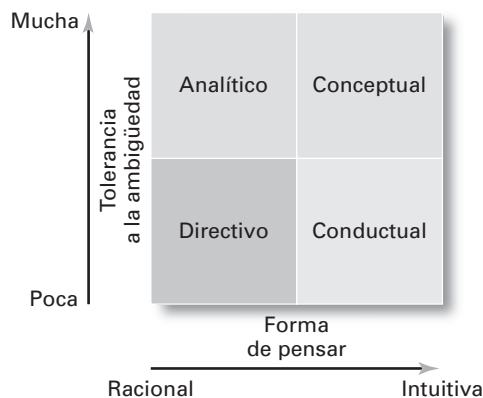 Mucha
Tolerancia
a la ambigüedad
Analítico
Conceptual
Directivo
Conductual
Poca
Forma
de pensar
Racional
Intuitiva